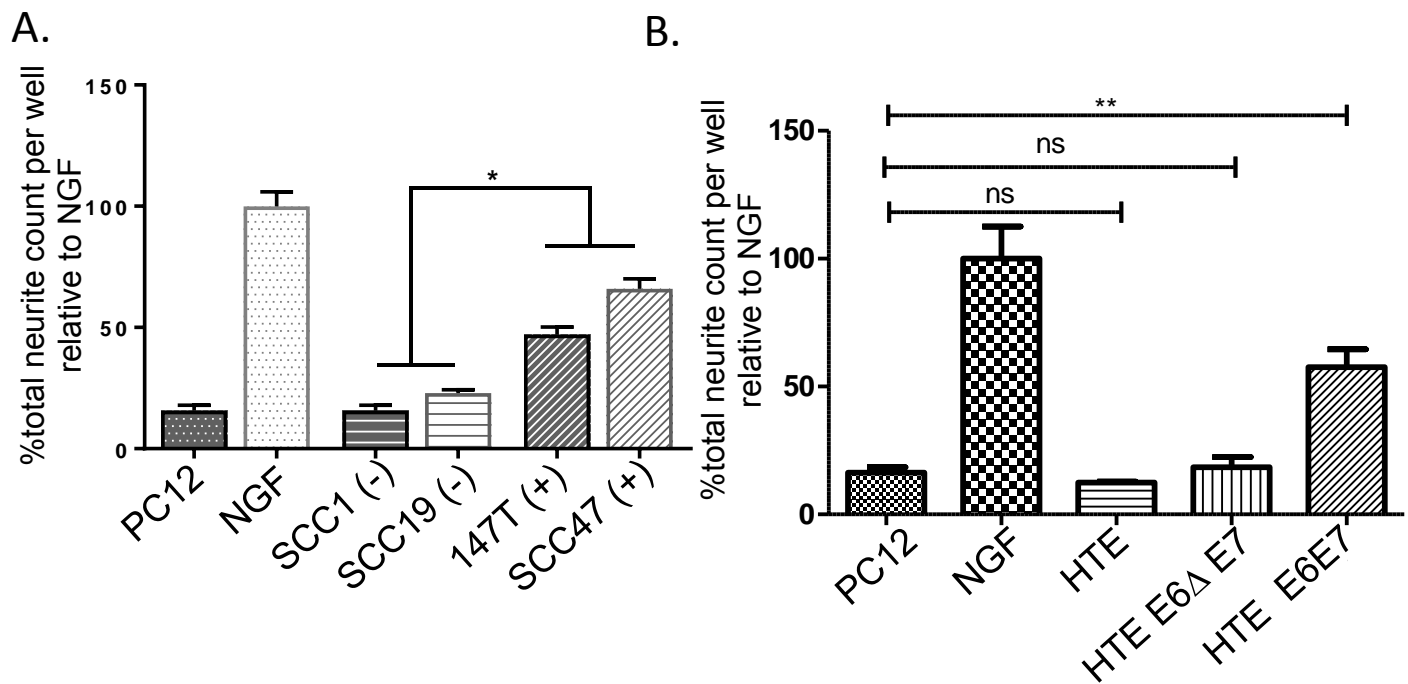 A.
%total neurite count per well
relative to NGF
150
100
50
0
*
PC12
NGF
SCC1 (-)
SCC19 (-)
147T (+)
SCC47 (+)
B.
%total neurite count per well
relative to NGF
150
100
50
0
**
ns
ns
PC12
NGF
HTE
HTE E6Δ E7
HTE E6E7